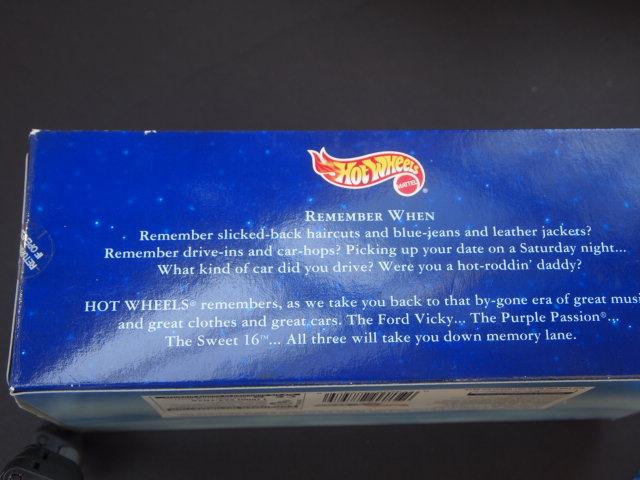 Hot Wheels
MATTEL
REMEMBER WHEN
Remember slicked-back haircuts and blue-jeans and leather jackets?
Remember drive-ins and car-hops? Picking up your date on a Saturday night...
What kind of car did you drive? Were you a hot-roddin' daddy?
HOT WHEELS® remembers, as we take you back to that by-gone era of great musi
and great clothes and great cars. The Ford Vicky... The Purple Passion®...
The Sweet 16™... All three will take you down memory lane.